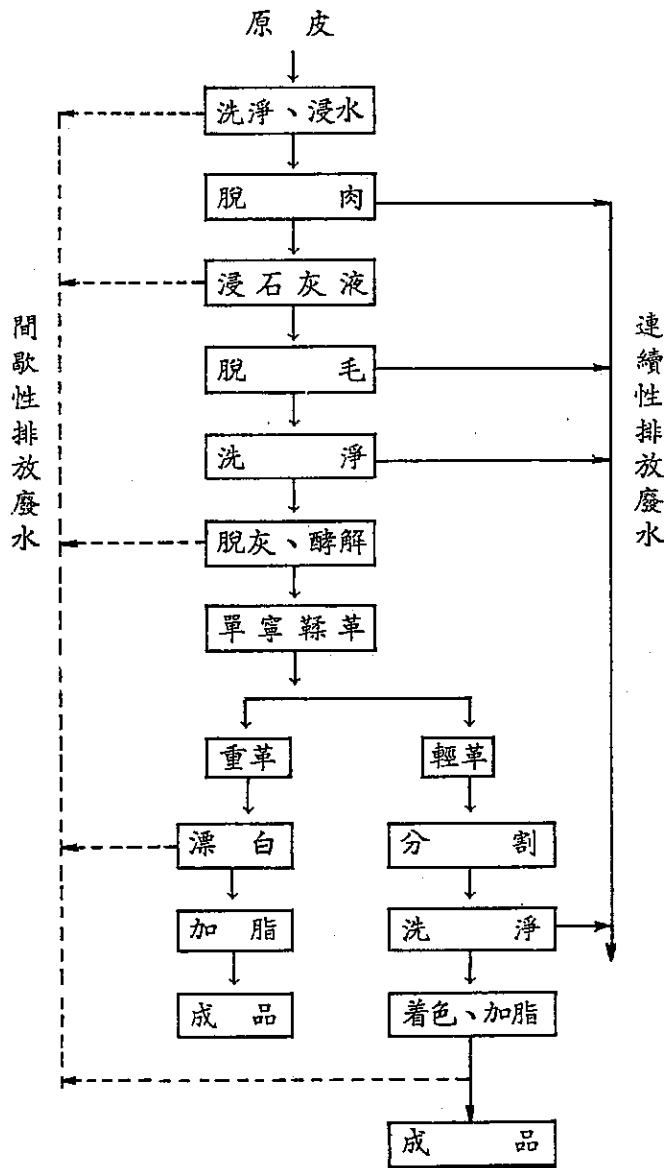 原皮
洗淨、浸水
脫肉
浸石灰液
脫毛
洗淨
脫灰、酵解
單寧鞣革
重革
輕革
漂白
分割
加脂
洗淨
成品
着色、加脂
成品
間歇性排放廢水
連續性排放廢水